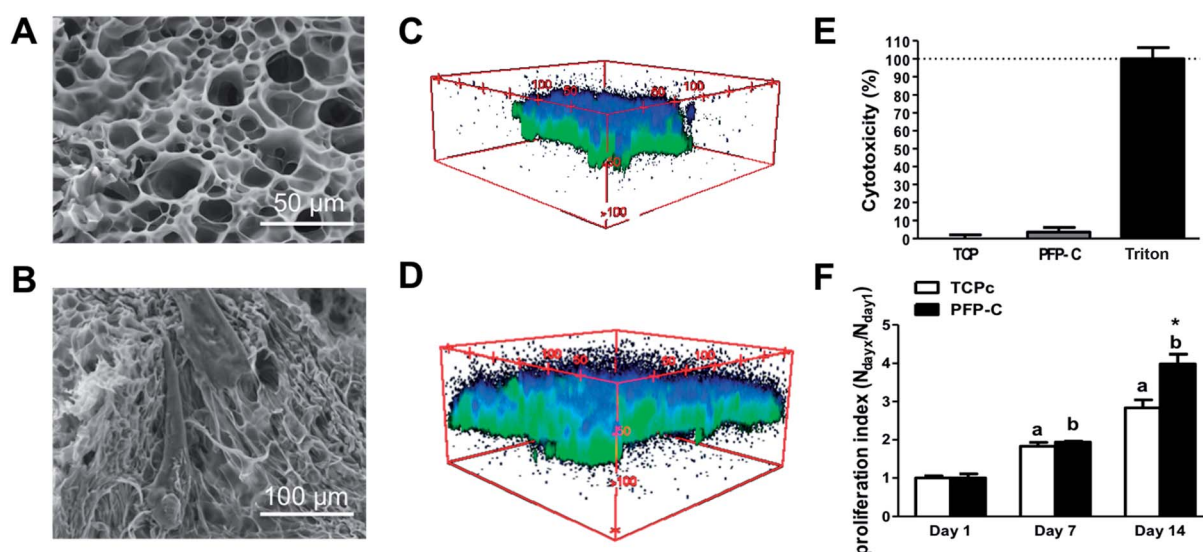 A
50 μm
B
100 μm
C
100
50
50
100
50
>100
D
100
50
50
100
50
>100
E
Cytotoxicity (%)
110
100
90
80
70
60
50
40
30
20
10
0
TCP
PFP-C
Triton
F
TCPc
PFP-C
proliferation index (Ndayx/Nday1)
5
4
3
2
1
0
a
b
a
*
b
Day 1
Day 7
Day 14